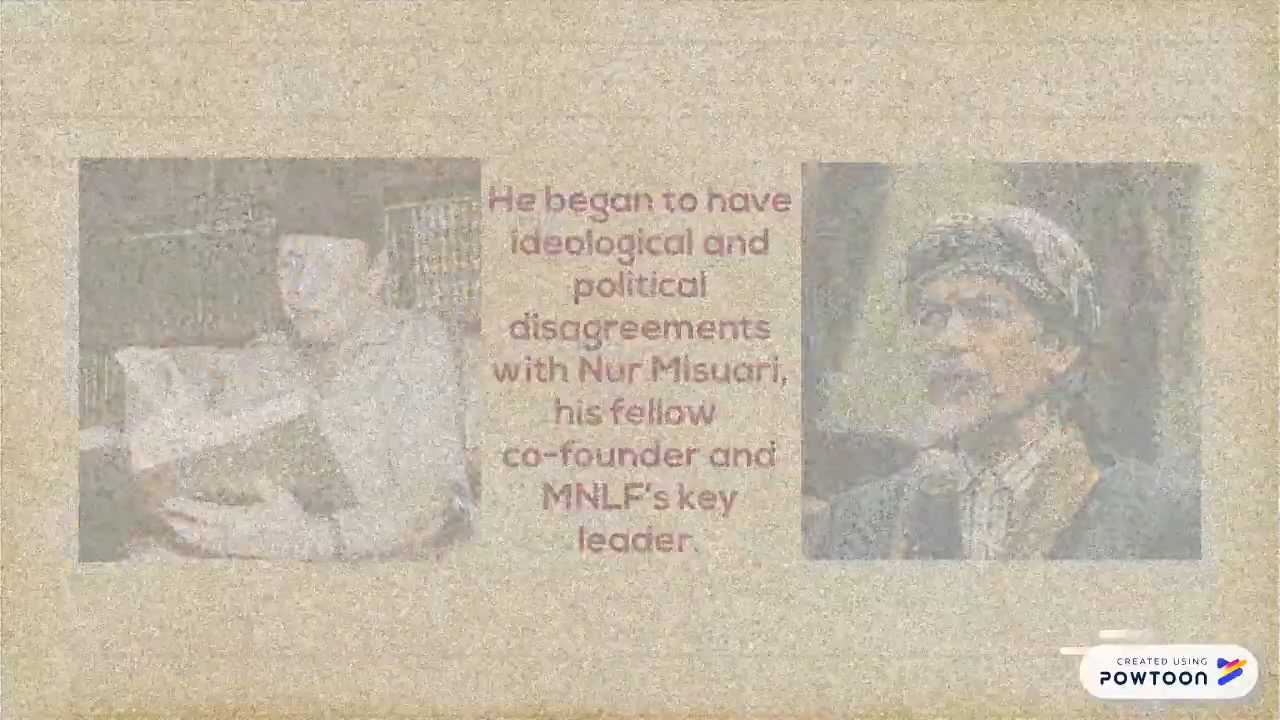 He began to have
ideological and
political
disagreements
with Nur Misuari,
his fellow
co-founder and
MNLF's key
leader.
CREATED USING
POWTOON